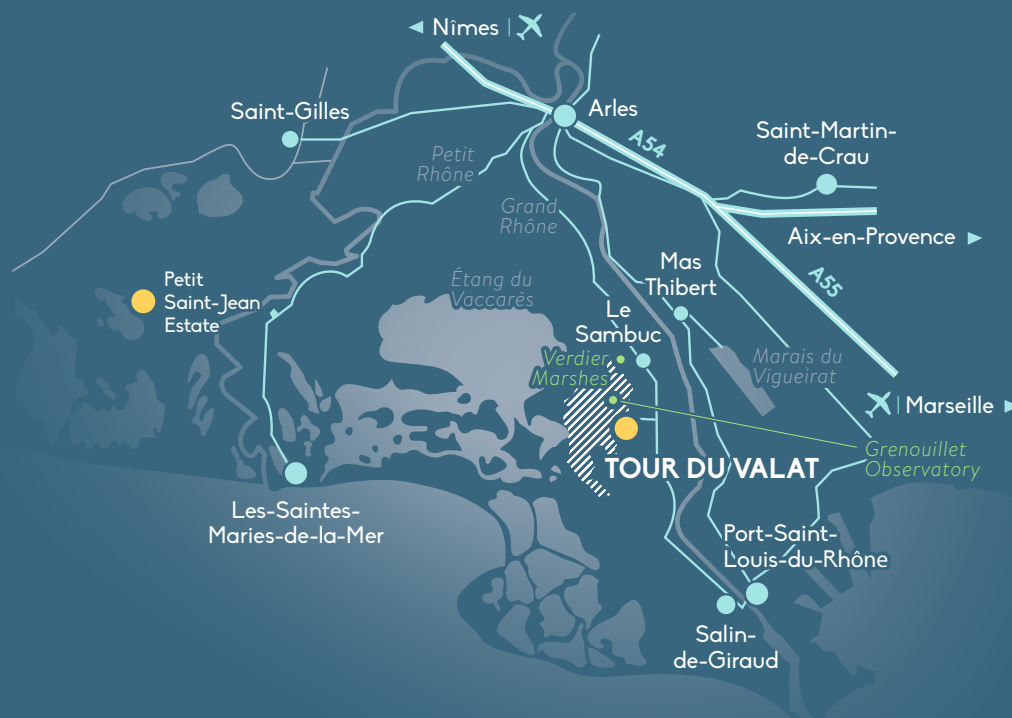 Nîmes
Saint-Gilles
Arles
A54
Saint-Martin-
de-Crau
Petit
Rhône
Grand
Rhône
Aix-en-Provence
Petit
Saint-Jean
Estate
Étang du
Vaccarès
Mas
Thibert
A55
Le
Sambuc
Verdier
Marshes
Marais du
Vigueirat
Marseille
Grenouillet
Observatory
TOUR DU VALAT
Les-Saintes-
Maries-de-la-Mer
Port-Saint-
Louis-du-Rhône
Salin-
de-Giraud